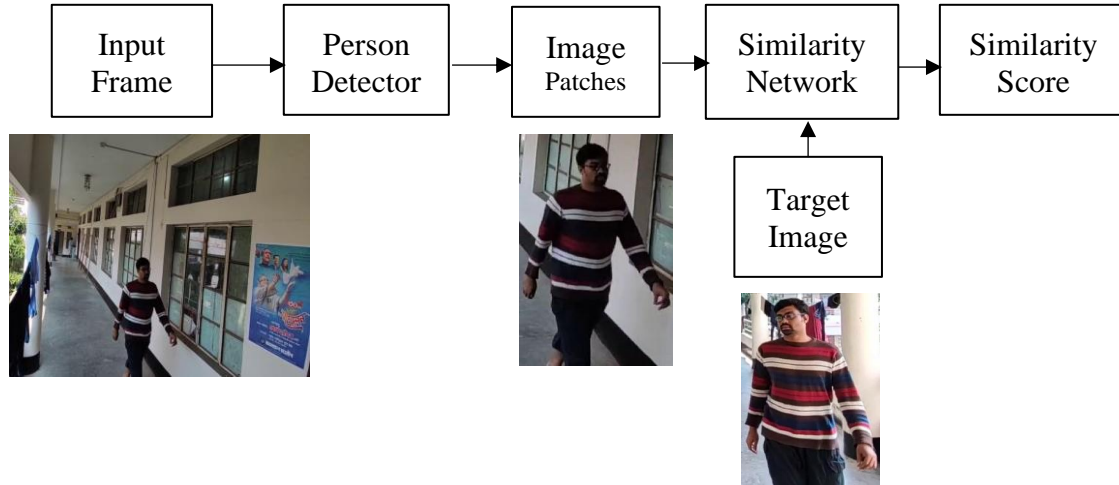 Input
Frame
Person
Detector
Image
Patches
Similarity
Network
Similarity
Score
Target
Image